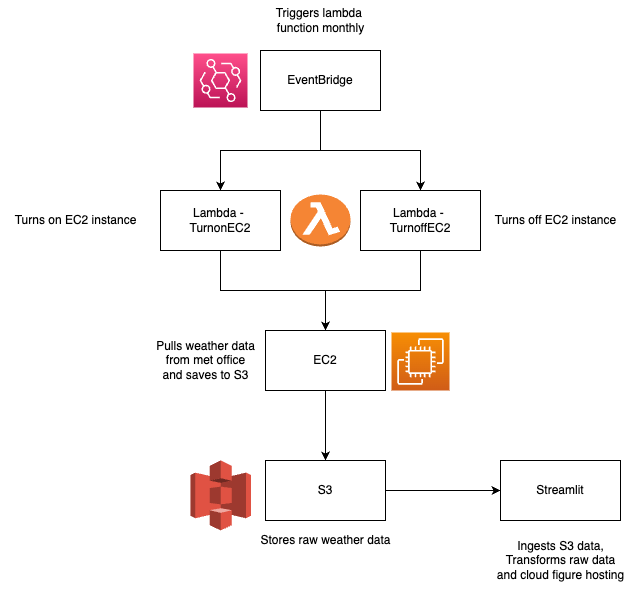 Triggers lambda
function monthly
EventBridge
Turns on EC2 instance
Lambda -
TurnonEC2
Lambda -
TurnoffEC2
Turns off EC2 instance
Pulls weather data
from met office
and saves to S3
EC2
S3
Streamlit
Stores raw weather data
Ingests S3 data,
Transforms raw data
and cloud figure hosting